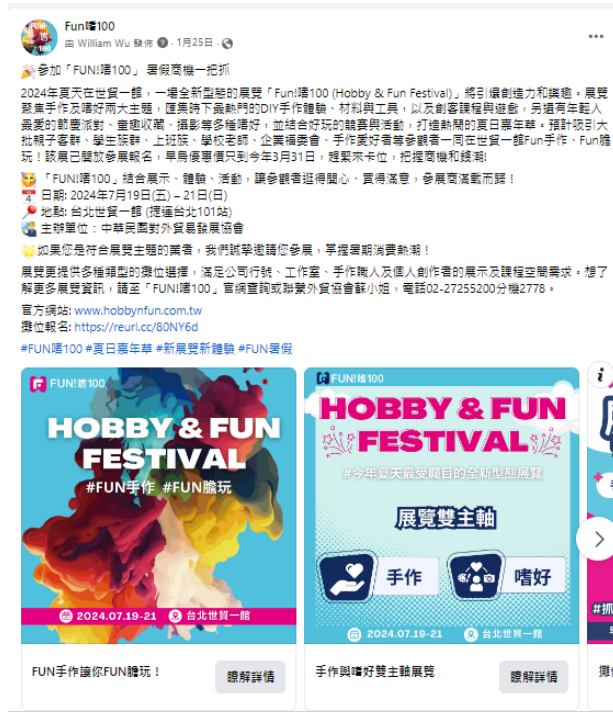 Fun嗜100
由 William Wu 發佈 · 1月25日 ·
🎉參加「FUN!嗜100」 暑假商機一把抓
2024年夏天在世貿一館，一場全新型態的展覽「Fun!嗜100 (Hobby & Fun Festival)」將引爆創造力和識趣。展覽
聚焦手作及嗜好兩大主題，匯集時下最熱門的DIY手作體驗、材料與工具，以及創客課程與遊戲，另還有年輕人
最愛的節慶派對、童趣收藏、攝影等多種嗜好，並結合好玩的競賽與活動，打造熱鬧的夏日嘉年華。預計吸引大
批親子客群、學生族群、上班族、學校老師、企業福委會、手作愛好者等參觀者一同在世貿一館Fun手作、Fun膽
玩！該展已開放參展報名，早鳥優惠價只到今年3月31日，趕緊來卡位，把握商機和錢潮!
🥳 「FUN!嗜100」結合展示、體驗、活動，讓參觀者逛得開心、買得滿意，參展商滿載而歸！
日期: 2024年7月19日(五) – 21日(日)
📍 地點: 台北世貿一館 (捷運台北101站)
主辦單位：中華民國對外貿易發展協會
🌟如果您是符合展覽主題的業者，我們誠摯邀請您參展，掌握暑期消費熱潮！
展覽更提供多種類型的攤位選擇，滿足公司行號、工作室、手作職人及個人創作者的展示及課程空間需求。想了
解更多展覽資訊，請至「FUN!嗜100」官網查詢或聯繫外貿協會蘇小姐，電話02-27255200分機2778。
官方網站: www.hobbynfun.com.tw
攤位報名: https://reurl.cc/80NY6d
#FUN嗜100 #夏日嘉年華 #新展覽新體驗 #FUN暑假
FUN!嗜100
HOBBY & FUN
FESTIVAL
#FUN手作 #FUN膽玩
2024.07.19-21 台北世貿一館
FUN手作讓你FUN膽玩！
瞭解詳情
FUN!嗜100
HOBBY & FUN
FESTIVAL
#今年夏天最受矚目的全新型態展覽
展覽雙主軸
手作
嗜好
2024.07.19-21 台北世貿一館
手作與嗜好雙主軸展覽
瞭解詳情
#抓
攤